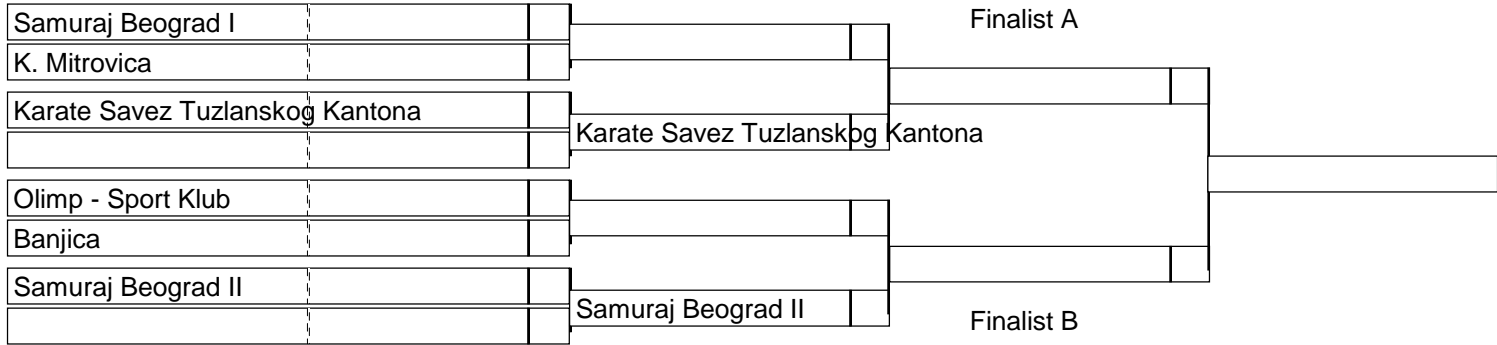 Samuraj Beograd I
K. Mitrovica
Karate Savez Tuzlanskog Kantona
Olimp - Sport Klub
Banjica
Samuraj Beograd II
Karate Savez Tuzlanskog Kantona
Samuraj Beograd II
Finalist A
Finalist B